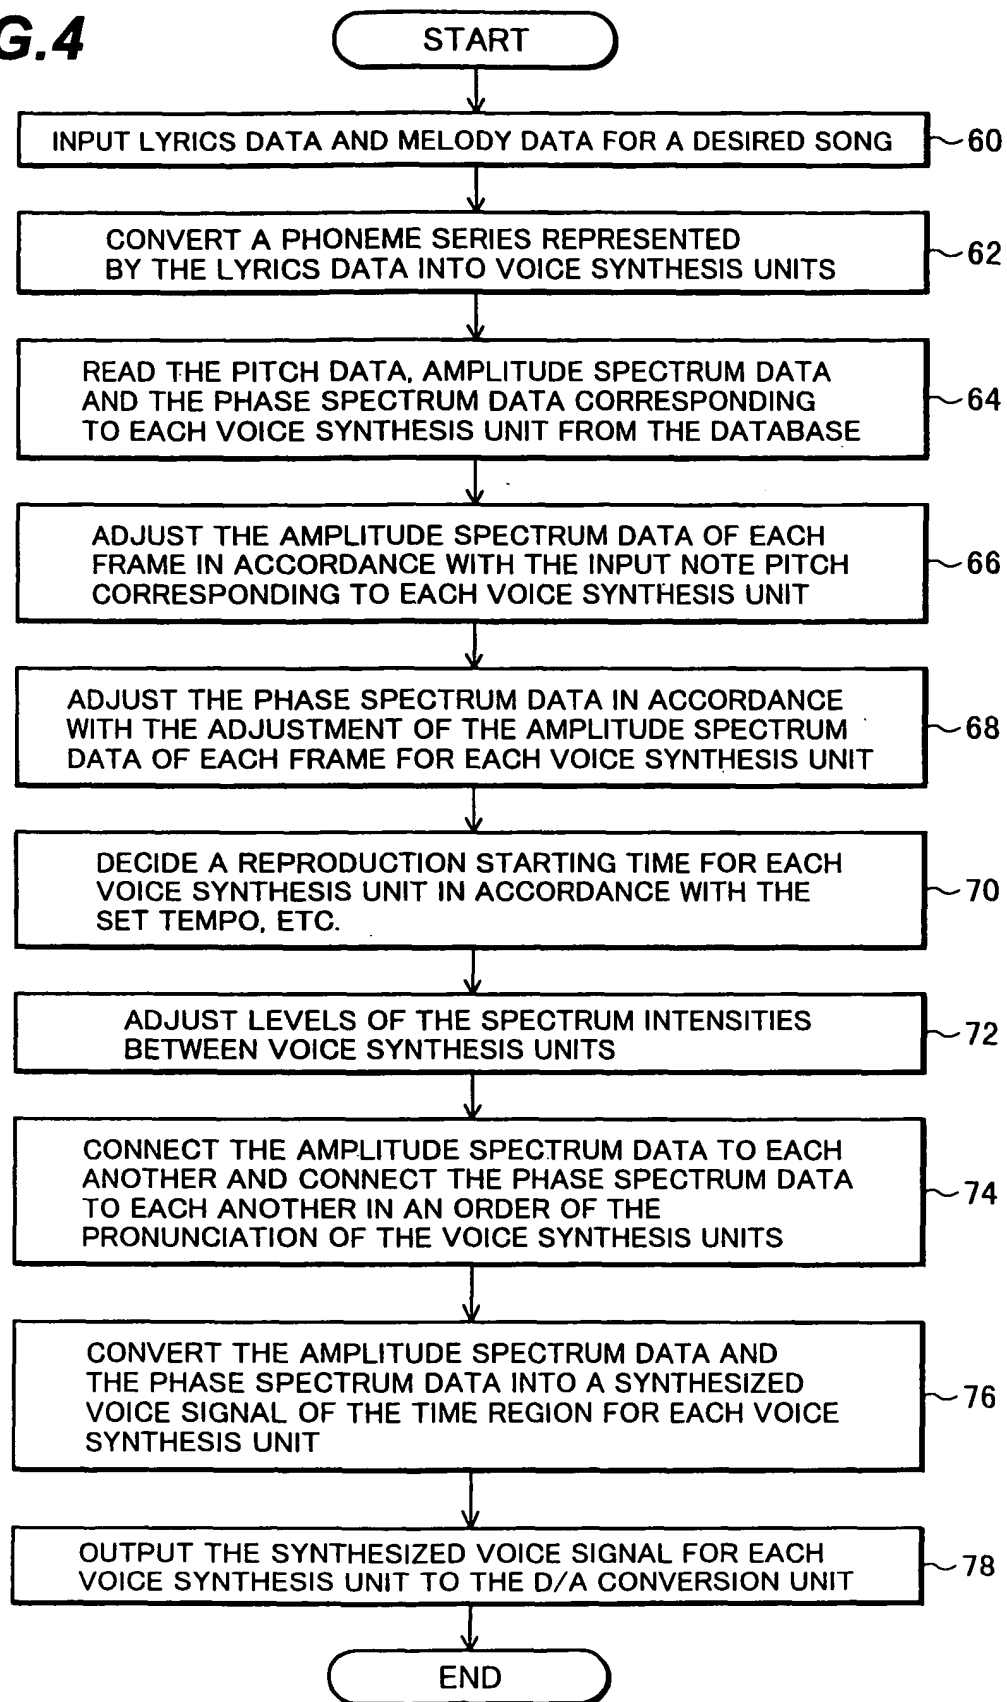 G.4
START
INPUT LYRICS DATA AND MELODY DATA FOR A DESIRED SONG
60
CONVERT A PHONEME SERIES REPRESENTED
BY THE LYRICS DATA INTO VOICE SYNTHESIS UNITS
62
READ THE PITCH DATA, AMPLITUDE SPECTRUM DATA
AND THE PHASE SPECTRUM DATA CORRESPONDING
TO EACH VOICE SYNTHESIS UNIT FROM THE DATABASE
64
ADJUST THE AMPLITUDE SPECTRUM DATA OF EACH
FRAME IN ACCORDANCE WITH THE INPUT NOTE PITCH
CORRESPONDING TO EACH VOICE SYNTHESIS UNIT
66
ADJUST THE PHASE SPECTRUM DATA IN ACCORDANCE
WITH THE ADJUSTMENT OF THE AMPLITUDE SPECTRUM
DATA OF EACH FRAME FOR EACH VOICE SYNTHESIS UNIT
68
DECIDE A REPRODUCTION STARTING TIME FOR EACH
VOICE SYNTHESIS UNIT IN ACCORDANCE WITH THE
SET TEMPO, ETC.
70
ADJUST LEVELS OF THE SPECTRUM INTENSITIES
BETWEEN VOICE SYNTHESIS UNITS
72
CONNECT THE AMPLITUDE SPECTRUM DATA TO EACH
ANOTHER AND CONNECT THE PHASE SPECTRUM DATA
TO EACH ANOTHER IN AN ORDER OF THE
PRONUNCIATION OF THE VOICE SYNTHESIS UNITS
74
CONVERT THE AMPLITUDE SPECTRUM DATA AND
THE PHASE SPECTRUM DATA INTO A SYNTHESIZED
VOICE SIGNAL OF THE TIME REGION FOR EACH VOICE
SYNTHESIS UNIT
76
OUTPUT THE SYNTHESIZED VOICE SIGNAL FOR EACH
VOICE SYNTHESIS UNIT TO THE D/A CONVERSION UNIT
78
END